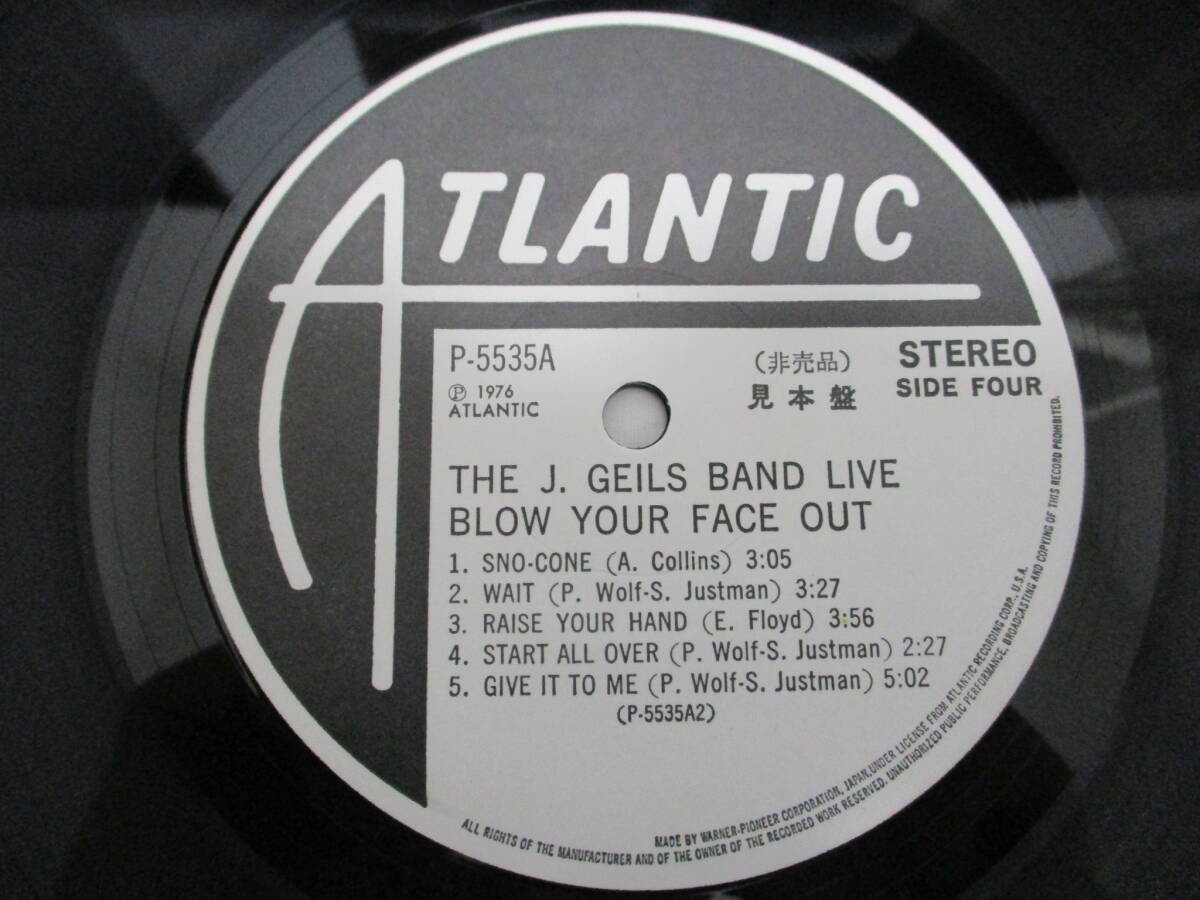 ATLANTIC
P-5535A
(非売品)
STEREO
Ⓟ 1976
見本盤
SIDE FOUR
ATLANTIC
THE J. GEILS BAND LIVE
BLOW YOUR FACE OUT
1. SNO-CONE (A. Collins) 3:05
2. WAIT (P. Wolf-S. Justman) 3:27
3. RAISE YOUR HAND (E. Floyd) 3:56
4. START ALL OVER (P. Wolf-S. Justman) 2:27
5. GIVE IT TO ME (P. Wolf-S. Justman) 5:02
(P-5535A2)
MADE BY WARNER-PIONEER CORPORATION, JAPAN,UNDER LICENSE FROM ATLANTIC RECORDING CORP., U.S.A.
ALL RIGHTS OF THE MANUFACTURER AND OF THE OWNER OF THE RECORDED WORK RESERVED. UNAUTHORIZED PUBLIC PERFORMANCE, BROADCASTING AND COPYING OF THIS RECORD PROHIBITED.